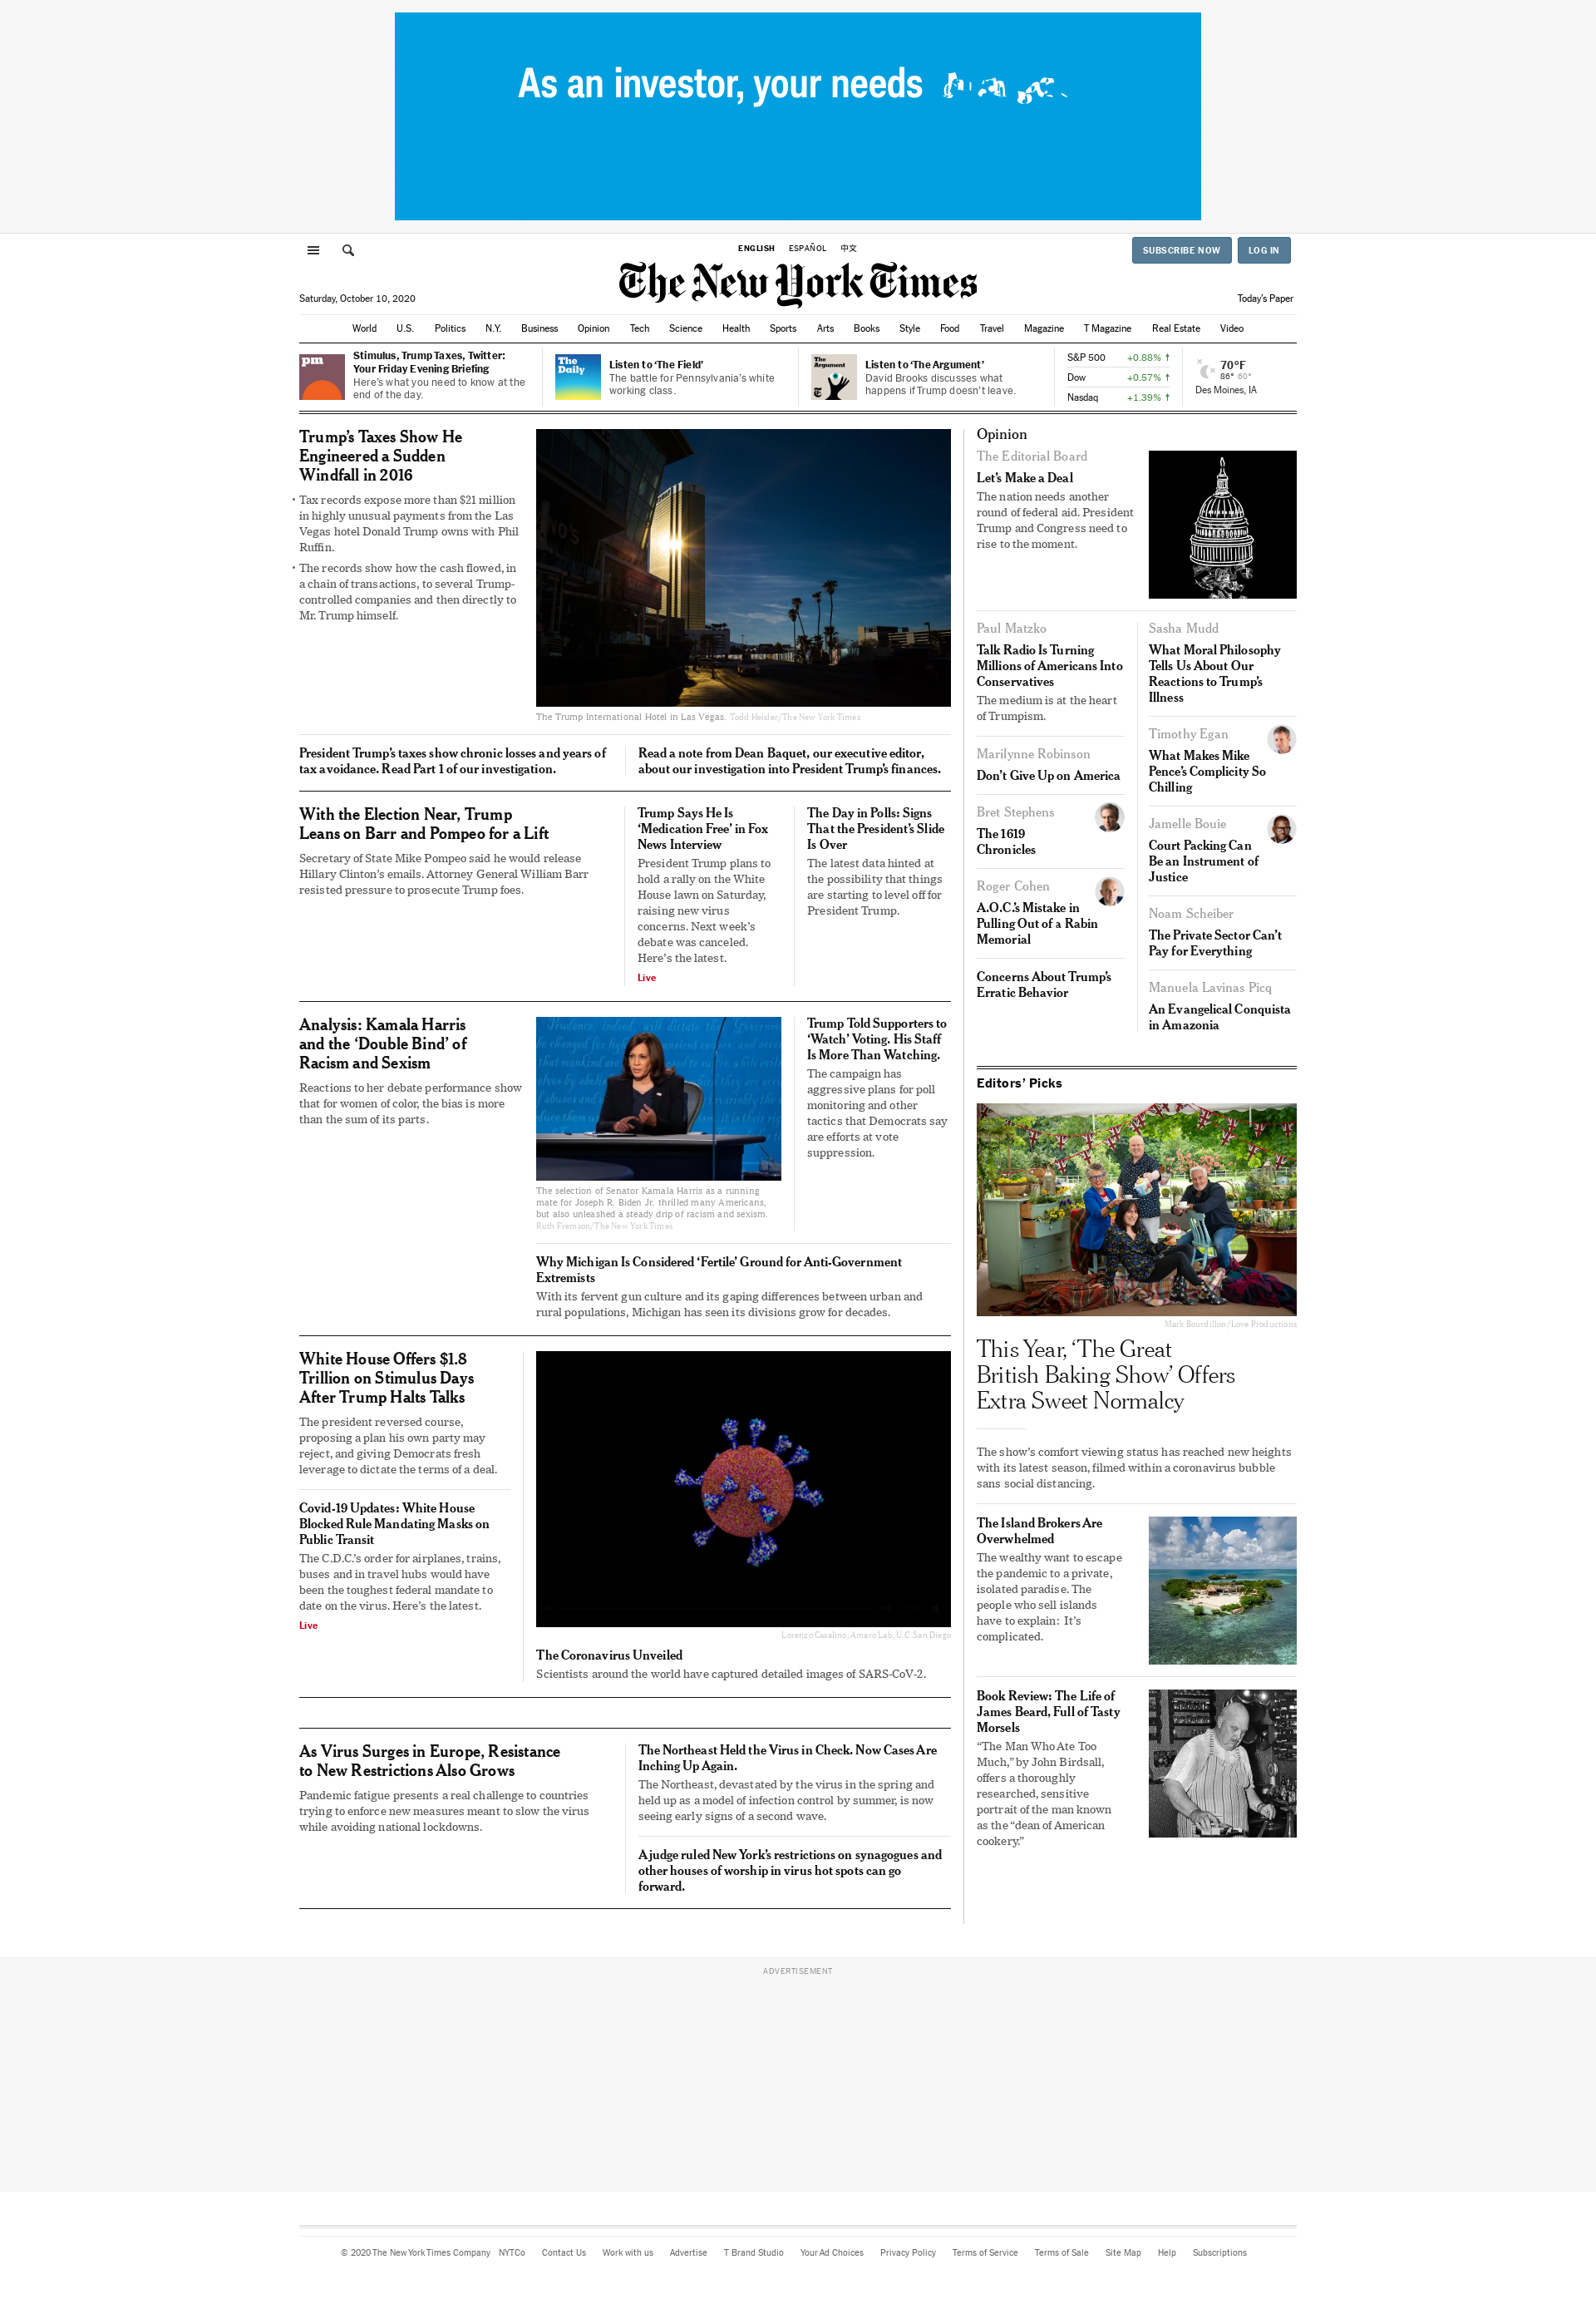 As an investor, your needs
ENGLISH ESPAÑOL 中文
SUBSCRIBE NOW LOG IN
The New York Times
Saturday, October 10, 2020
Today's Paper
World U.S. Politics N.Y. Business Opinion Tech Science Health Sports Arts Books Style Food Travel Magazine T Magazine Real Estate Video
pm
Stimulus, Trump Taxes, Twitter:
Your Friday Evening Briefing
Here's what you need to know at the
end of the day.
The
Daily
Listen to ‘The Field’
The battle for Pennsylvania's white
working class.
The
Argument
Listen to ‘The Argument’
David Brooks discusses what
happens if Trump doesn't leave.
S&P 500 +0.88% ↑
Dow +0.57% ↑
Nasdaq +1.39% ↑
70°F
86° 60°
Des Moines, IA
Trump’s Taxes Show He
Engineered a Sudden
Windfall in 2016
• Tax records expose more than $21 million
in highly unusual payments from the Las
Vegas hotel Donald Trump owns with Phil
Ruffin.
• The records show how the cash flowed, in
a chain of transactions, to several Trump-
controlled companies and then directly to
Mr. Trump himself.
The Trump International Hotel in Las Vegas. Todd Heisler/The New York Times
President Trump’s taxes show chronic losses and years of
tax avoidance. Read Part 1 of our investigation.
Read a note from Dean Baquet, our executive editor,
about our investigation into President Trump’s finances.
With the Election Near, Trump
Leans on Barr and Pompeo for a Lift
Secretary of State Mike Pompeo said he would release
Hillary Clinton’s emails. Attorney General William Barr
resisted pressure to prosecute Trump foes.
Trump Says He Is
‘Medication Free’ in Fox
News Interview
President Trump plans to
hold a rally on the White
House lawn on Saturday,
raising new virus
concerns. Next week’s
debate was canceled.
Here’s the latest.
Live
The Day in Polls: Signs
That the President’s Slide
Is Over
The latest data hinted at
the possibility that things
are starting to level off for
President Trump.
Analysis: Kamala Harris
and the ‘Double Bind’ of
Racism and Sexism
Reactions to her debate performance show
that for women of color, the bias is more
than the sum of its parts.
The selection of Senator Kamala Harris as a running
mate for Joseph R. Biden Jr. thrilled many Americans,
but also unleashed a steady drip of racism and sexism.
Ruth Fremson/The New York Times
Trump Told Supporters to
‘Watch’ Voting. His Staff
Is More Than Watching.
The campaign has
aggressive plans for poll
monitoring and other
tactics that Democrats say
are efforts at vote
suppression.
Why Michigan Is Considered ‘Fertile’ Ground for Anti-Government
Extremists
With its fervent gun culture and its gaping differences between urban and
rural populations, Michigan has seen its divisions grow for decades.
White House Offers $1.8
Trillion on Stimulus Days
After Trump Halts Talks
The president reversed course,
proposing a plan his own party may
reject, and giving Democrats fresh
leverage to dictate the terms of a deal.
Covid-19 Updates: White House
Blocked Rule Mandating Masks on
Public Transit
The C.D.C.’s order for airplanes, trains,
buses and in travel hubs would have
been the toughest federal mandate to
date on the virus. Here’s the latest.
Live
Lorenzo Casalino, Amaro Lab, U.C. San Diego
The Coronavirus Unveiled
Scientists around the world have captured detailed images of SARS-CoV-2.
As Virus Surges in Europe, Resistance
to New Restrictions Also Grows
Pandemic fatigue presents a real challenge to countries
trying to enforce new measures meant to slow the virus
while avoiding national lockdowns.
The Northeast Held the Virus in Check. Now Cases Are
Inching Up Again.
The Northeast, devastated by the virus in the spring and
held up as a model of infection control by summer, is now
seeing early signs of a second wave.
A judge ruled New York’s restrictions on synagogues and
other houses of worship in virus hot spots can go
forward.
Opinion
The Editorial Board
Let’s Make a Deal
The nation needs another
round of federal aid. President
Trump and Congress need to
rise to the moment.
Paul Matzko
Talk Radio Is Turning
Millions of Americans Into
Conservatives
The medium is at the heart
of Trumpism.
Marilynne Robinson
Don’t Give Up on America
Bret Stephens
The 1619
Chronicles
Roger Cohen
A.O.C.’s Mistake in
Pulling Out of a Rabin
Memorial
Concerns About Trump’s
Erratic Behavior
Sasha Mudd
What Moral Philosophy
Tells Us About Our
Reactions to Trump’s
Illness
Timothy Egan
What Makes Mike
Pence’s Complicity So
Chilling
Jamelle Bouie
Court Packing Can
Be an Instrument of
Justice
Noam Scheiber
The Private Sector Can’t
Pay for Everything
Manuela Lavinas Picq
An Evangelical Conquista
in Amazonia
Editors’ Picks
Mark Bourdillon/Love Productions
This Year, ‘The Great
British Baking Show’ Offers
Extra Sweet Normalcy
The show’s comfort viewing status has reached new heights
with its latest season, filmed within a coronavirus bubble
sans social distancing.
The Island Brokers Are
Overwhelmed
The wealthy want to escape
the pandemic to a private,
isolated paradise. The
people who sell islands
have to explain: It’s
complicated.
Book Review: The Life of
James Beard, Full of Tasty
Morsels
“The Man Who Ate Too
Much,” by John Birdsall,
offers a thoroughly
researched, sensitive
portrait of the man known
as the “dean of American
cookery.”
ADVERTISEMENT
© 2020 The New York Times Company NYTCo Contact Us Work with us Advertise T Brand Studio Your Ad Choices Privacy Policy Terms of Service Terms of Sale Site Map Help Subscriptions